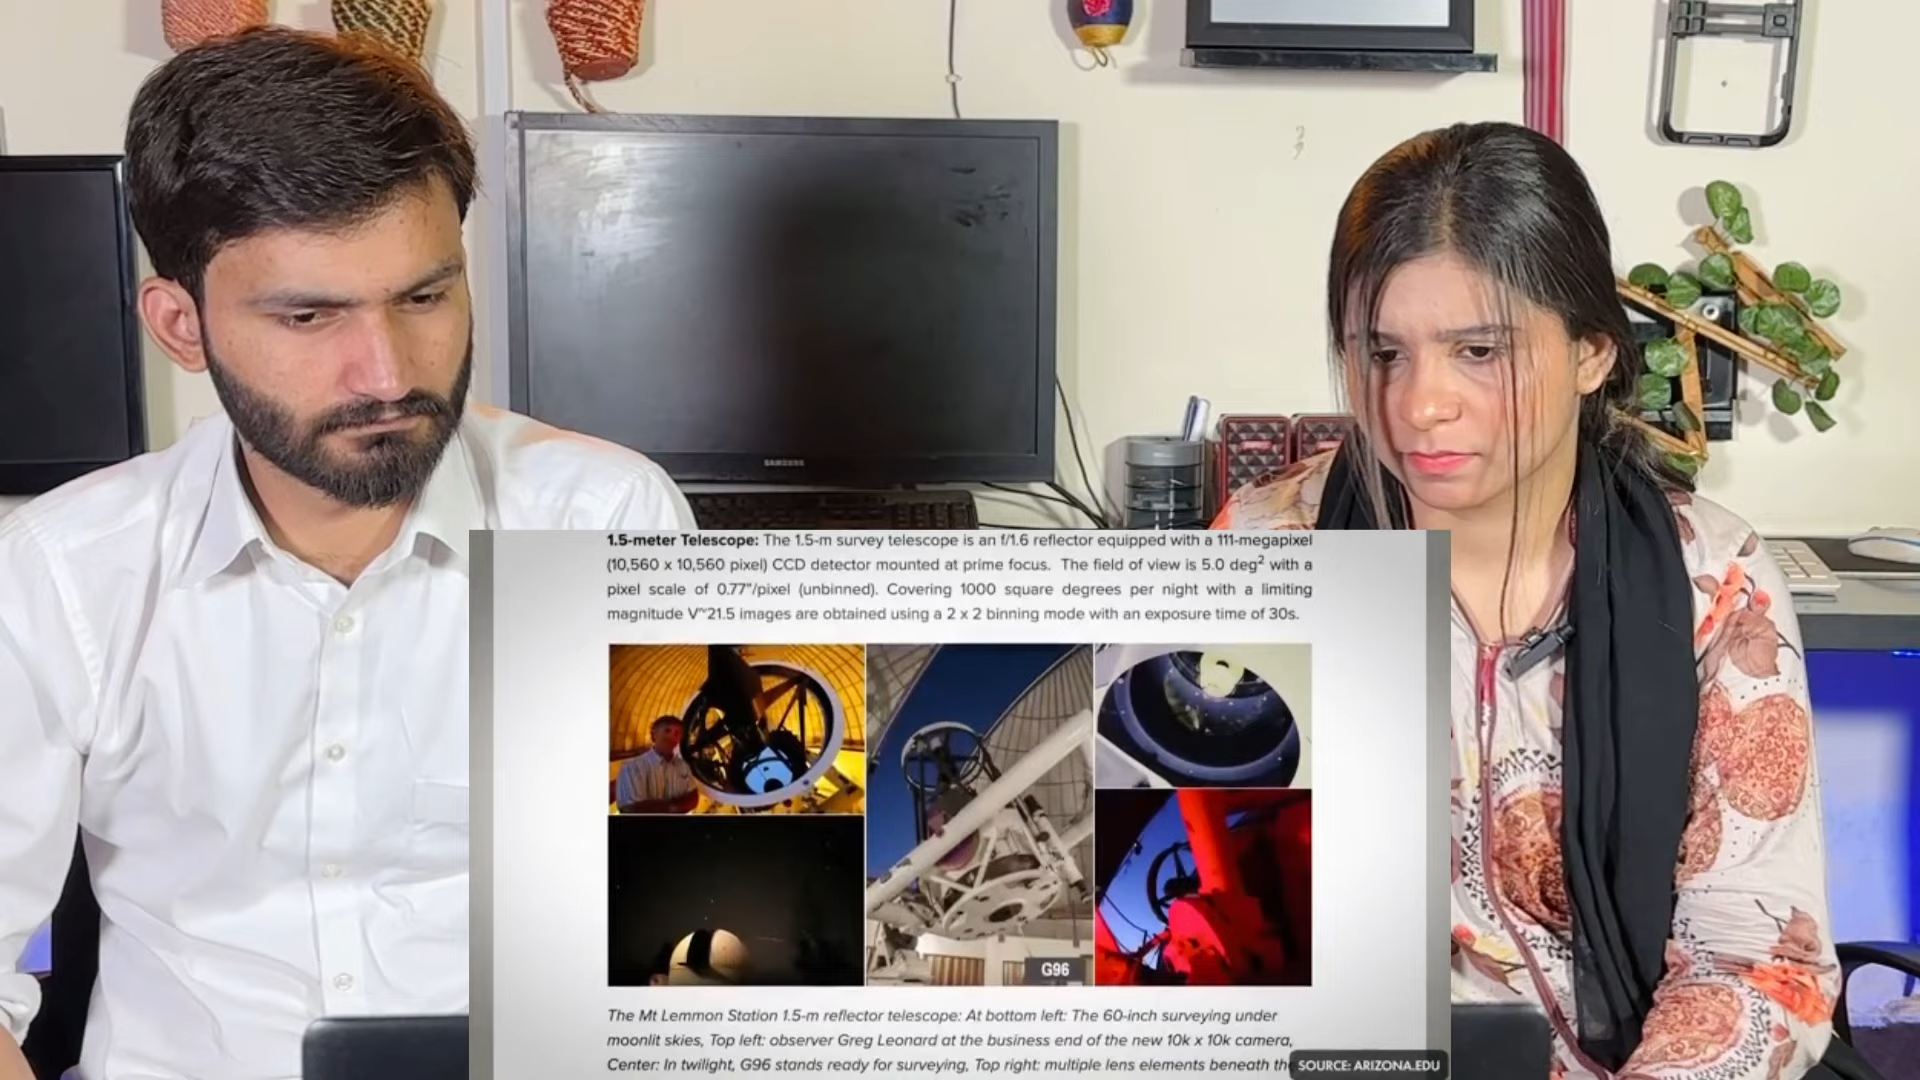 SAMSUNG
1.5-meter Telescope: The 1.5-m survey telescope is an f/1.6 reflector equipped with a 111-megapixel
(10,560 x 10,560 pixel) CCD detector mounted at prime focus. The field of view is 5.0 deg² with a
pixel scale of 0.77"/pixel (unbinned). Covering 1000 square degrees per night with a limiting
magnitude V~21.5 images are obtained using a 2 x 2 binning mode with an exposure time of 30s.
G96
The Mt Lemmon Station 1.5-m reflector telescope: At bottom left: The 60-inch surveying under
moonlit skies, Top left: observer Greg Leonard at the business end of the new 10k x 10k camera,
Center: In twilight, G96 stands ready for surveying, Top right: multiple lens elements beneath the
SOURCE: ARIZONA.EDU